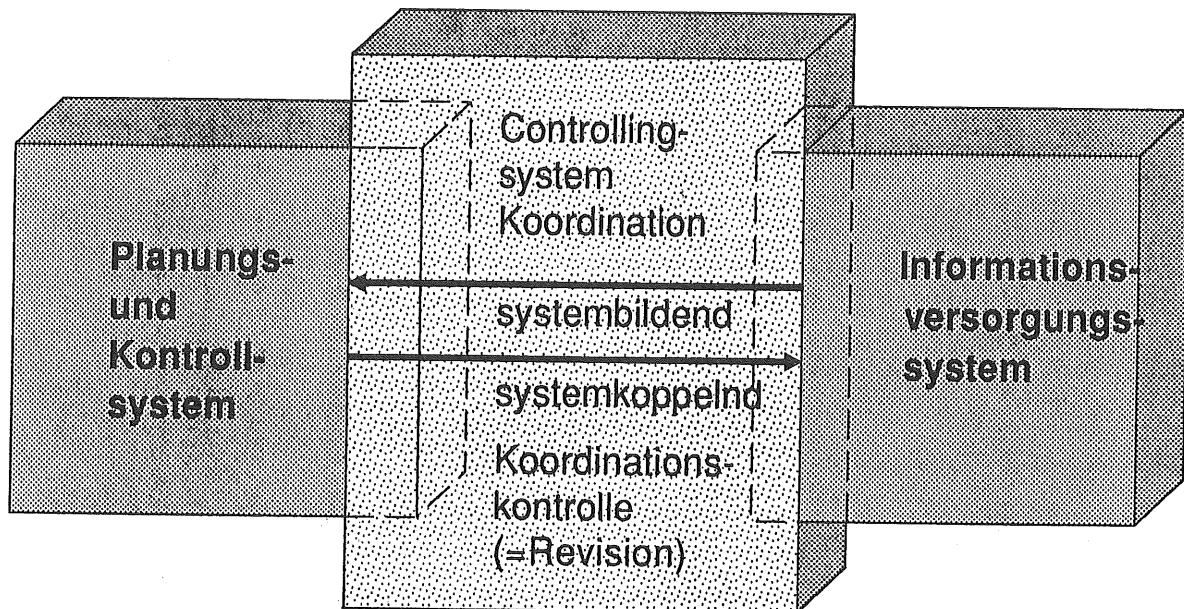 Planungs-
und
Kontroll-
system
Controlling-
system
Koordination
systembildend
systemkoppelnd
Koordinations-
kontrolle
(=Revision)
Informations-
versorgungs-
system